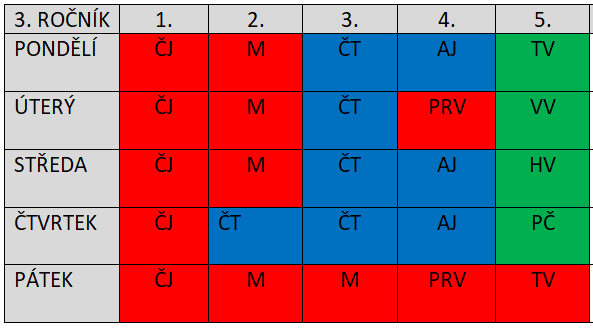 3. ROČNÍK 1. 2. 3. 4. 5.
PONDĚLÍ ČJ M ČT AJ TV
ÚTERÝ ČJ M ČT PRV VV
STŘEDA ČJ M ČT AJ HV
ČTVRTEK ČJ ČT ČT AJ PČ
PÁTEK ČJ M M PRV TV